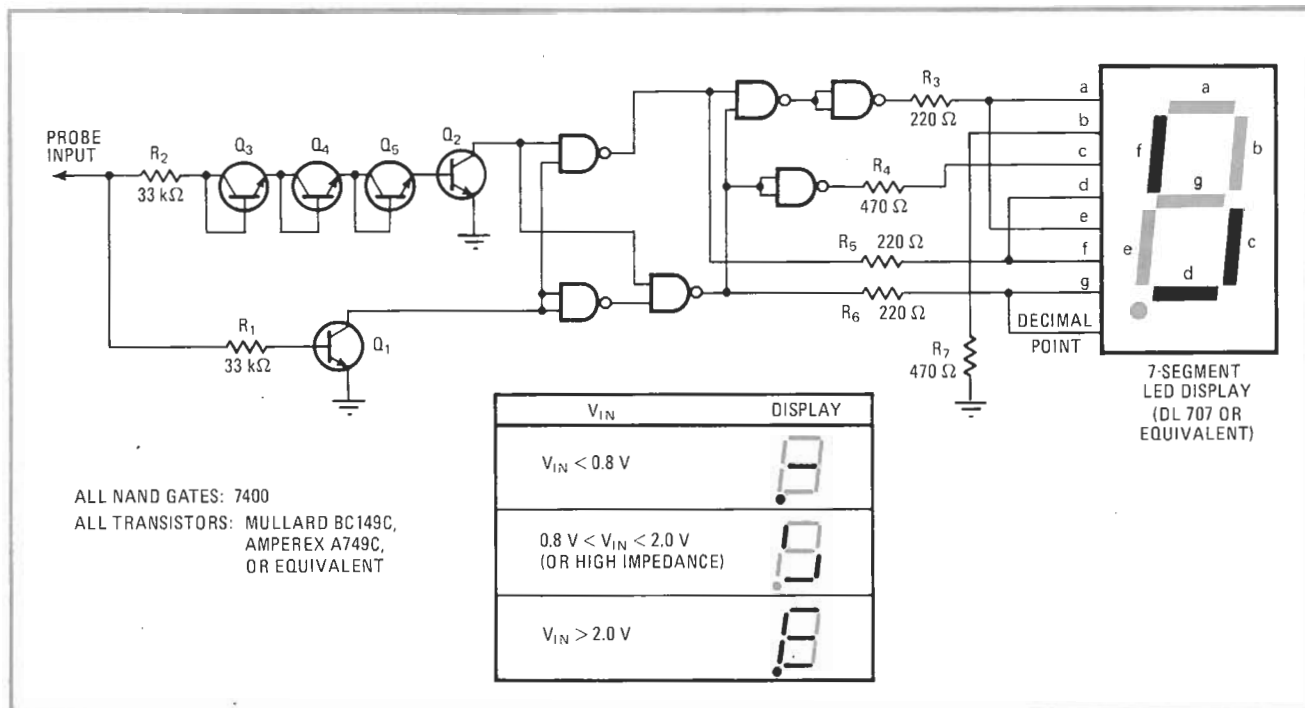 PROBE
INPUT
R2
33 kΩ
Q3
Q4
Q5
Q2
R1
33 kΩ
Q1
R3
220 Ω
R4
470 Ω
R5
220 Ω
R6
220 Ω
R7
470 Ω
a
b
c
d
e
f
g
DECIMAL
POINT
a
f
b
g
e
c
d
7-SEGMENT
LED DISPLAY
(DL 707 OR
EQUIVALENT)
ALL NAND GATES: 7400
ALL TRANSISTORS: MULLARD BC149C,
AMPEREX A749C,
OR EQUIVALENT
VIN DISPLAY
VIN < 0.8 V
0.8 V < VIN < 2.0 V
(OR HIGH IMPEDANCE)
VIN > 2.0 V